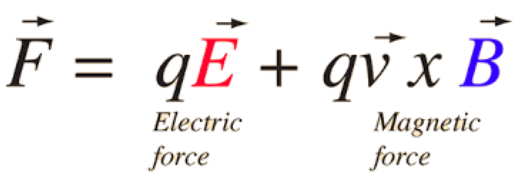 F⃗ = qE⃗ + qv⃗ x B⃗
Electric Magnetic
force force